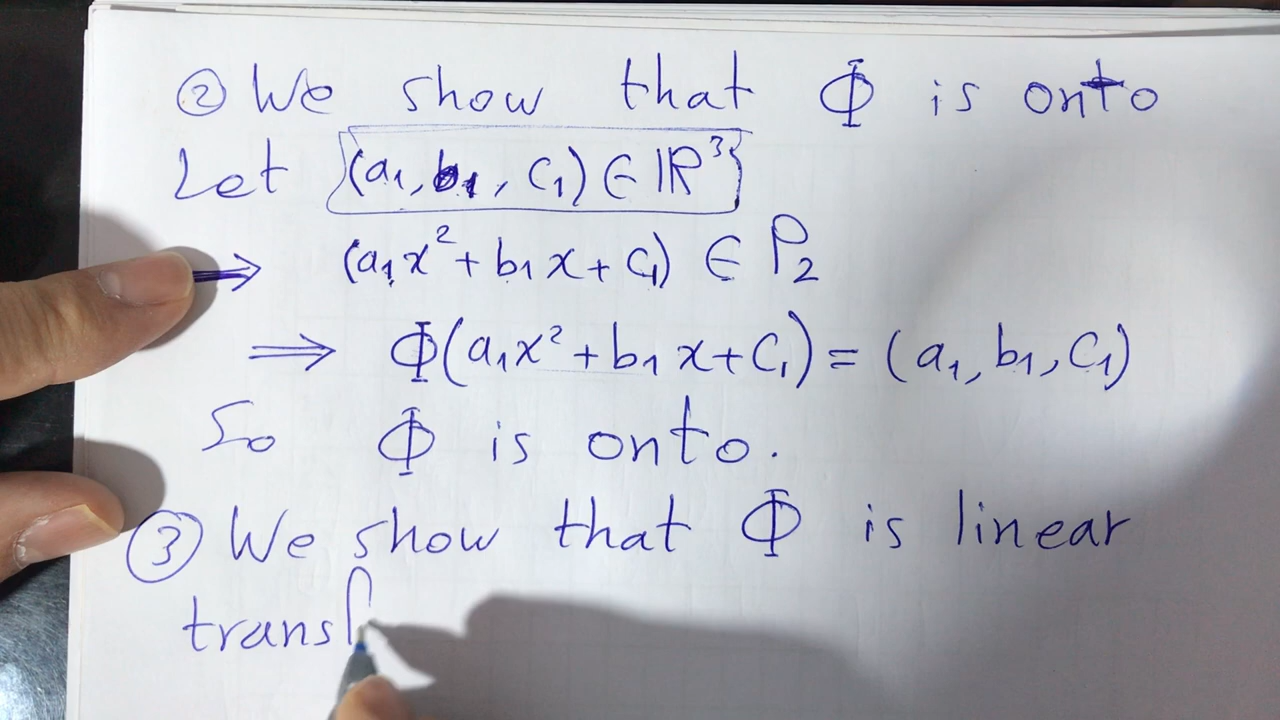 ② We show that Φ is onto
Let (a₁, b₁, c₁) ∈ ℝ³
⇒ (a₁x² + b₁x + c₁) ∈ P₂
⇒ Φ(a₁x² + b₁x + c₁) = (a₁, b₁, c₁)
So Φ is onto.
③ We show that Φ is linear
transf